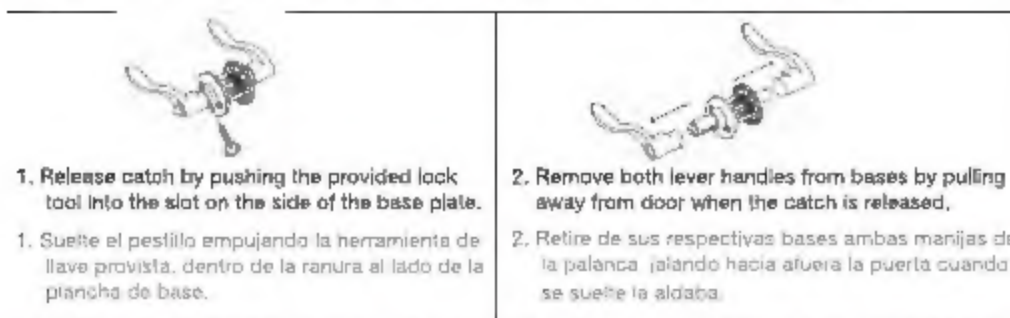 1. Release catch by pushing the provided lock
tool into the slot on the side of the base plate.
1. Suelte el pestillo empujando la herramienta de
llave provista, dentro de la ranura al lado de la
plancha de base.
2. Remove both lever handles from bases by pulling
away from door when the catch is released.
2. Retire de sus respectivas bases ambas manijas de
la palanca jalando hacia afuera la puerta cuando
se suelte la aldaba.